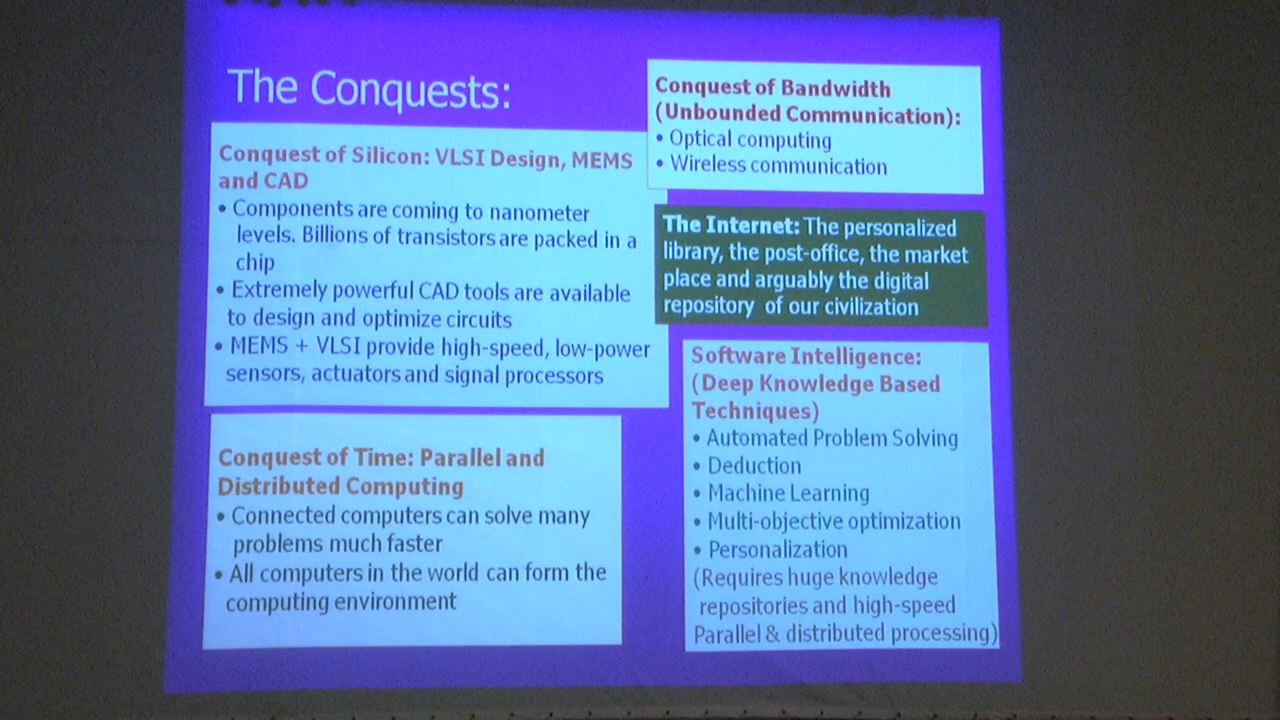 The Conquests:
Conquest of Silicon: VLSI Design, MEMS
and CAD
• Components are coming to nanometer
levels. Billions of transistors are packed in a
chip
• Extremely powerful CAD tools are available
to design and optimize circuits
• MEMS + VLSI provide high-speed, low-power
sensors, actuators and signal processors
Conquest of Time: Parallel and
Distributed Computing
• Connected computers can solve many
problems much faster
• All computers in the world can form the
computing environment
Conquest of Bandwidth
(Unbounded Communication):
• Optical computing
• Wireless communication
The Internet: The personalized
library, the post-office, the market
place and arguably the digital
repository of our civilization
Software Intelligence:
(Deep Knowledge Based
Techniques)
• Automated Problem Solving
• Deduction
• Machine Learning
• Multi-objective optimization
• Personalization
(Requires huge knowledge
repositories and high-speed
Parallel & distributed processing)